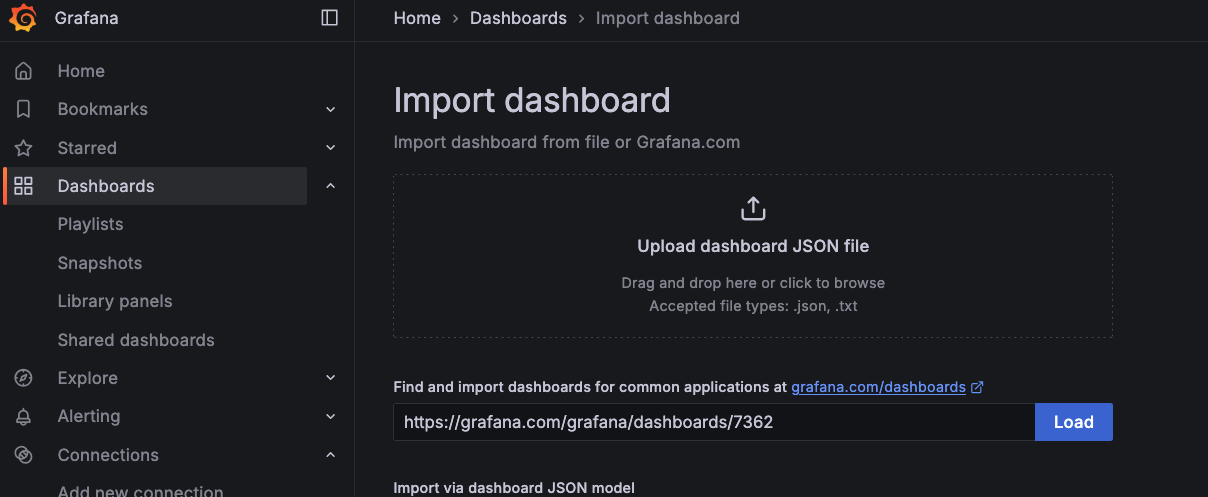 Grafana
Home > Dashboards > Import dashboard
Home
Bookmarks
Starred
Dashboards
Playlists
Snapshots
Library panels
Shared dashboards
Explore
Alerting
Connections
Add new connection
Import dashboard
Import dashboard from file or Grafana.com
Upload dashboard JSON file
Drag and drop here or click to browse
Accepted file types: .json, .txt
Find and import dashboards for common applications at grafana.com/dashboards
https://grafana.com/grafana/dashboards/7362
Load
Import via dashboard JSON model